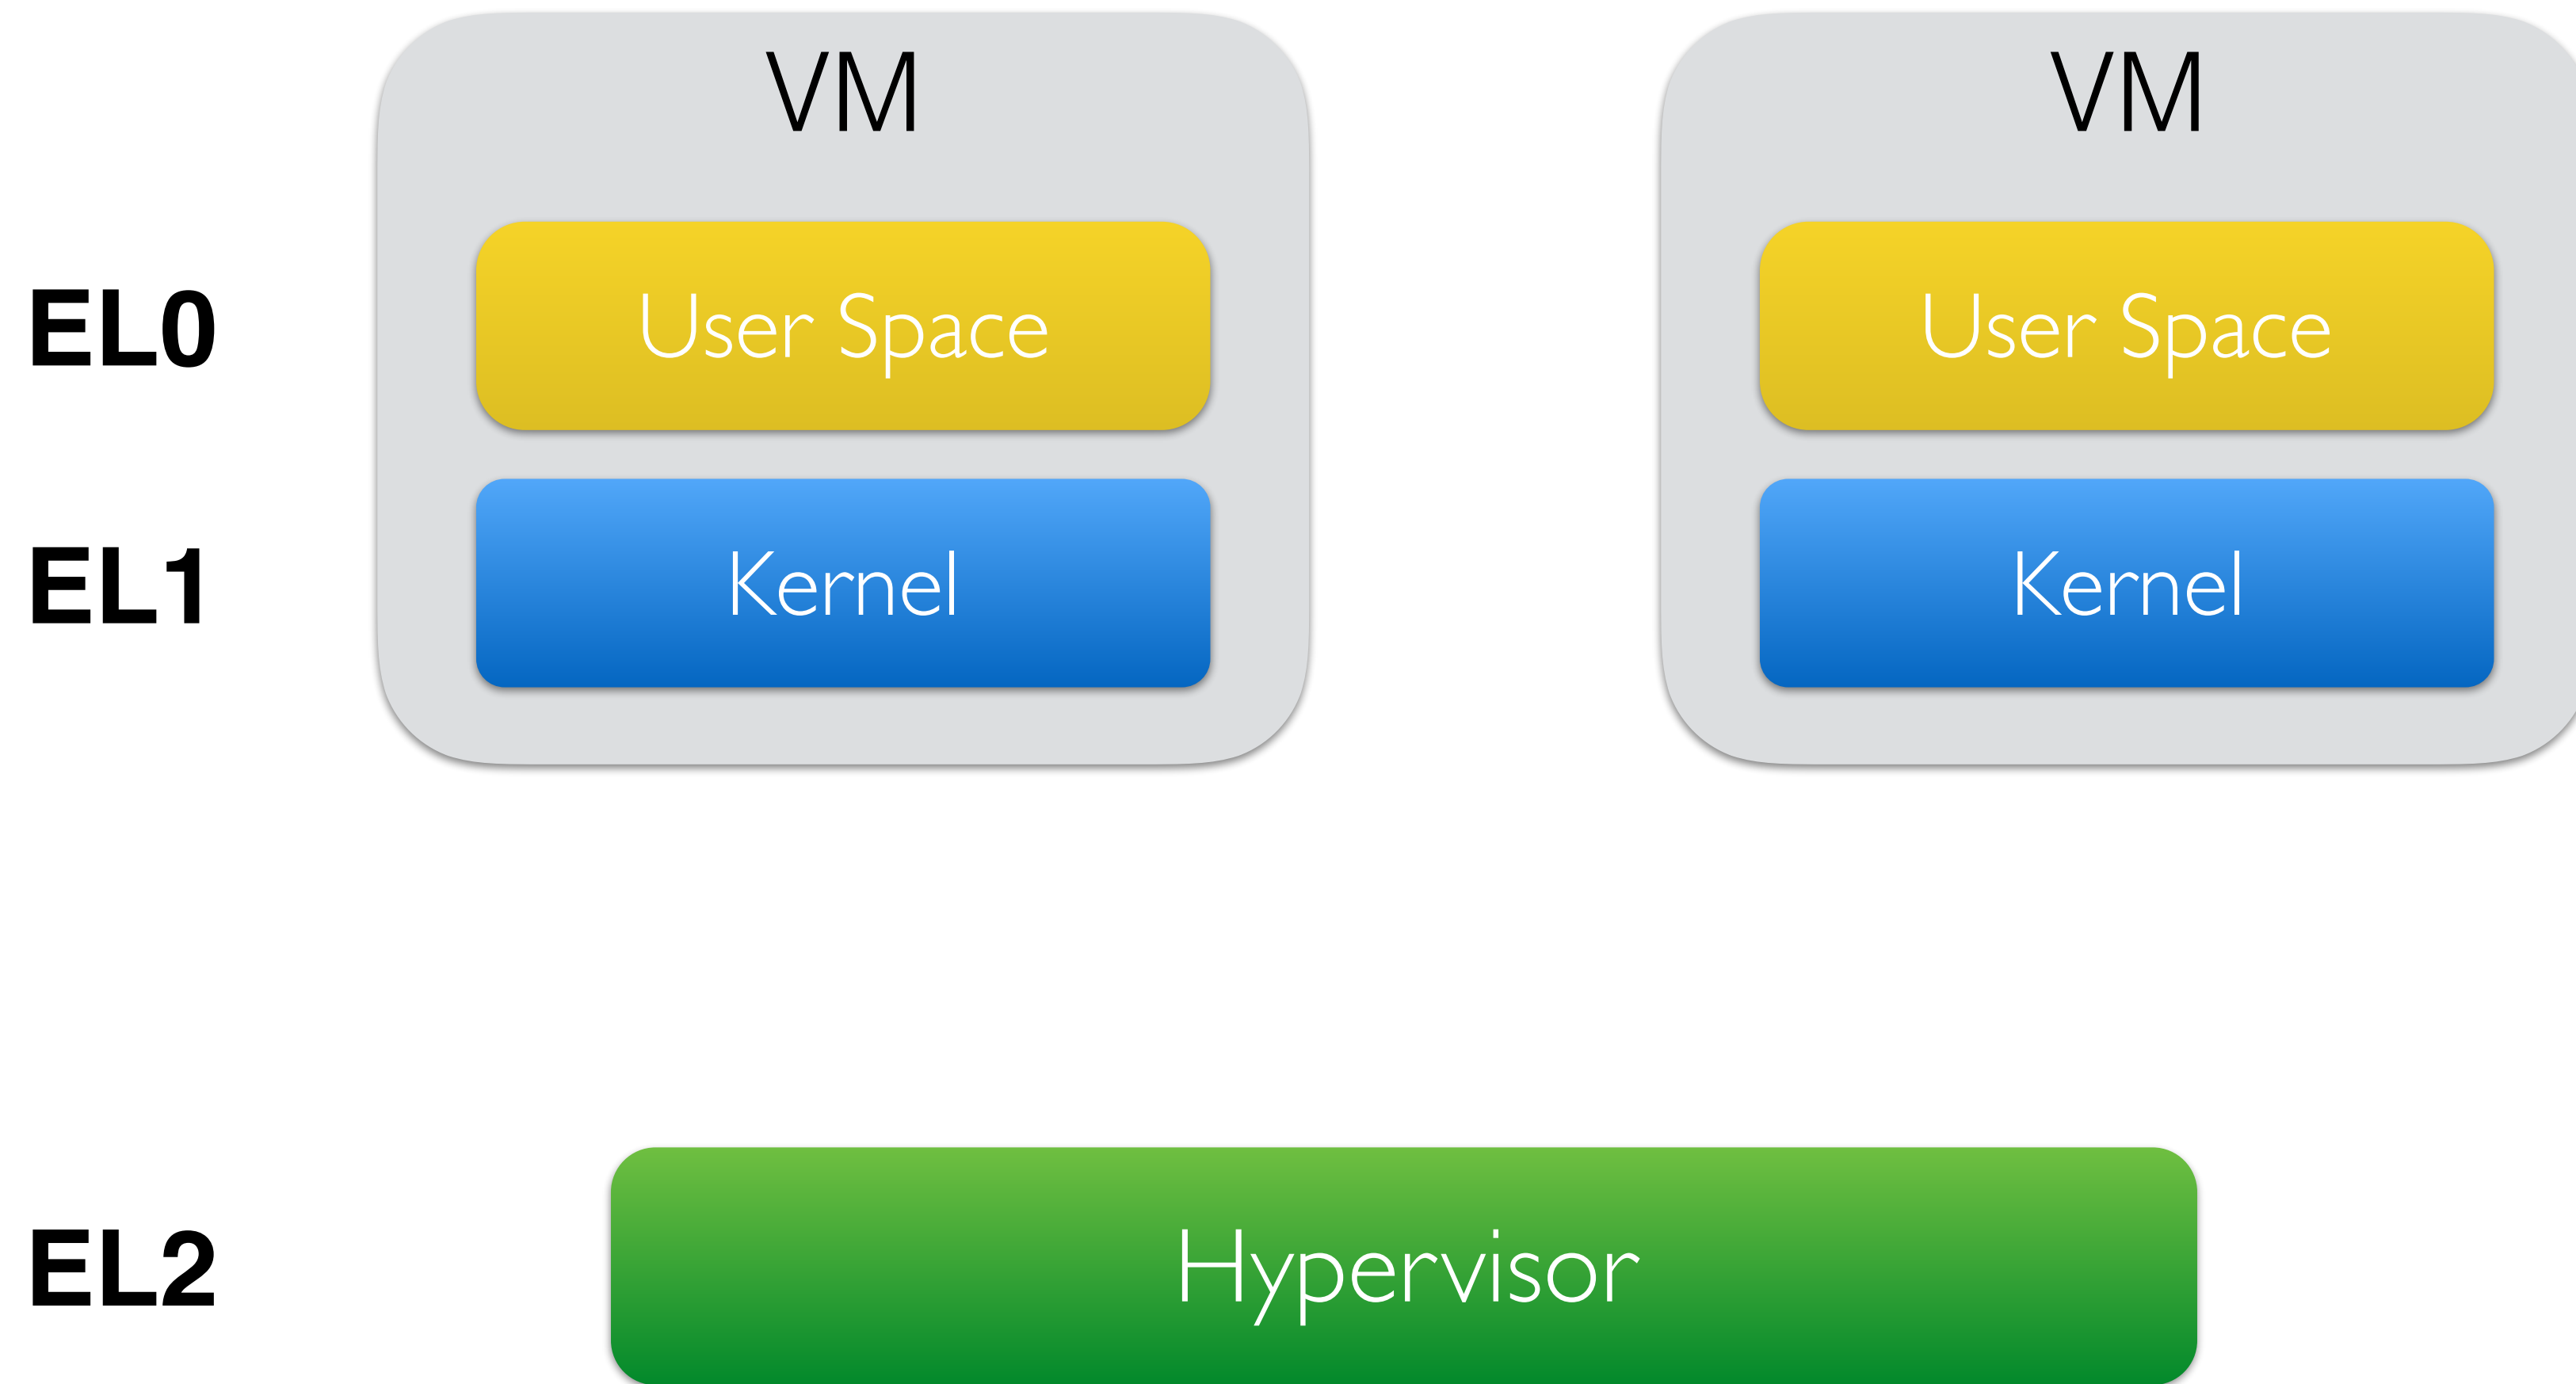 VM
VM
EL0
User Space
User Space
EL1
Kernel
Kernel
EL2
Hypervisor